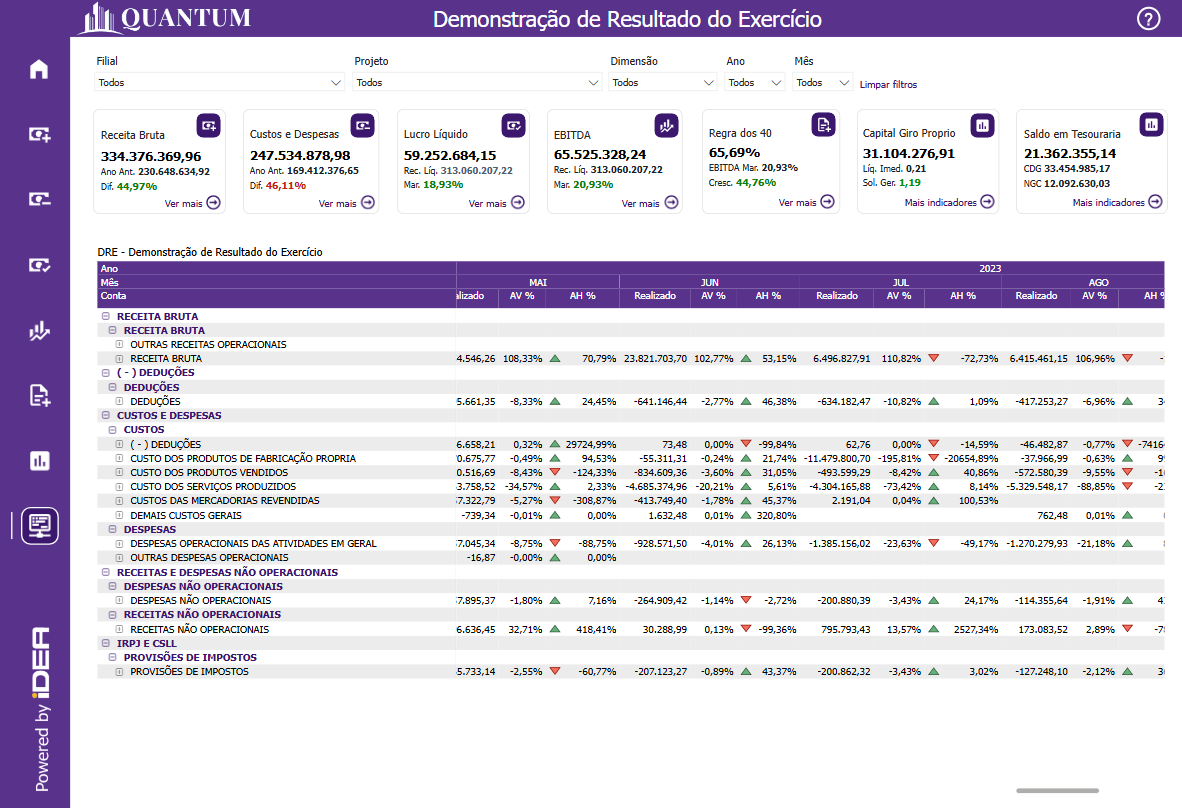 QUANTUM
Demonstração de Resultado do Exercício
?
Filial
Projeto
Dimensão
Ano
Mês
Todos
Todos
Todos
Todos
Todos
Limpar filtros
Receita Bruta
334.376.369,96
Ano Ant. 230.648.634,92
Dif. 44,97%
Ver mais
Custos e Despesas
247.534.878,98
Ano Ant. 169.412.376,65
Dif. 46,11%
Ver mais
Lucro Líquido
59.252.684,15
Rec. Líq. 313.060.207,22
Mar. 18,93%
Ver mais
EBITDA
65.525.328,24
Rec. Líq. 313.060.207,22
Mar. 20,93%
Ver mais
Regra dos 40
65,69%
EBITDA Mar. 20,93%
Cresc. 44,76%
Ver mais
Capital Giro Proprio
31.104.276,91
Líq. Imed. 0,21
Sol. Ger. 1,19
Mais indicadores
Saldo em Tesouraria
21.362.355,14
CDG 33.454.985,17
NGC 12.092.630,03
Mais indicadores
DRE - Demonstração de Resultado do Exercício
Ano 2023
Mês MAI JUN JUL AGO
Conta alizado AV % AH % Realizado AV % AH % Realizado AV % AH % Realizado AV % AH %
RECEITA BRUTA
RECEITA BRUTA
OUTRAS RECEITAS OPERACIONAIS
RECEITA BRUTA 4.546,26 108,33% 70,79% 23.821.703,70 102,77% 53,15% 6.496.827,91 110,82% -72,73% 6.415.461,15 106,96% -
( - ) DEDUÇÕES
DEDUÇÕES
DEDUÇÕES 5.661,35 -8,33% 24,45% -641.146,44 -2,77% 46,38% -634.182,47 -10,82% 1,09% -417.253,27 -6,96% 3
CUSTOS E DESPESAS
CUSTOS
( - ) DEDUÇÕES 6.658,21 0,32% 29724,99% 73,48 0,00% -99,84% 62,76 0,00% -14,59% -46.482,87 -0,77% -7416
CUSTO DOS PRODUTOS DE FABRICAÇÃO PROPRIA 0.675,77 -0,49% 94,53% -55.311,31 -0,24% 21,74% -11.479.800,70 -195,81% -20654,89% -37.966,99 -0,63% 9
CUSTO DOS PRODUTOS VENDIDOS 0.516,69 -8,43% -124,33% -834.609,36 -3,60% 31,05% -493.599,29 -8,42% 40,86% -572.580,39 -9,55% -1
CUSTO DOS SERVIÇOS PRODUZIDOS 3.758,52 -34,57% 2,33% -4.685.374,96 -20,21% 5,61% -4.304.165,88 -73,42% 8,14% -5.329.548,17 -88,85% -2
CUSTOS DAS MERCADORIAS REVENDIDAS 7.322,79 -5,27% -308,87% -413.749,40 -1,78% 45,37% 2.191,04 0,04% 100,53%
DEMAIS CUSTOS GERAIS -739,34 -0,01% 0,00% 1.632,48 0,01% 320,80% 762,48 0,01%
DESPESAS
DESPESAS OPERACIONAIS DAS ATIVIDADES EM GERAL 7.045,34 -8,75% -88,75% -928.571,50 -4,01% 26,13% -1.385.156,02 -23,63% -49,17% -1.270.279,93 -21,18%
OUTRAS DESPESAS OPERACIONAIS -16,87 -0,00% 0,00%
RECEITAS E DESPESAS NÃO OPERACIONAIS
DESPESAS NÃO OPERACIONAIS
DESPESAS NÃO OPERACIONAIS 7.895,37 -1,80% 7,16% -264.909,42 -1,14% -2,72% -200.880,39 -3,43% 24,17% -114.355,64 -1,91% 4
RECEITAS NÃO OPERACIONAIS
RECEITAS NÃO OPERACIONAIS 6.636,45 32,71% 418,41% 30.288,99 0,13% -99,36% 795.793,43 13,57% 2527,34% 173.083,52 2,89% -7
IRPJ E CSLL
PROVISÕES DE IMPOSTOS
PROVISÕES DE IMPOSTOS 5.733,14 -2,55% -60,77% -207.123,27 -0,89% 43,37% -200.862,32 -3,43% 3,02% -127.248,10 -2,12% 3
Powered by iDEA